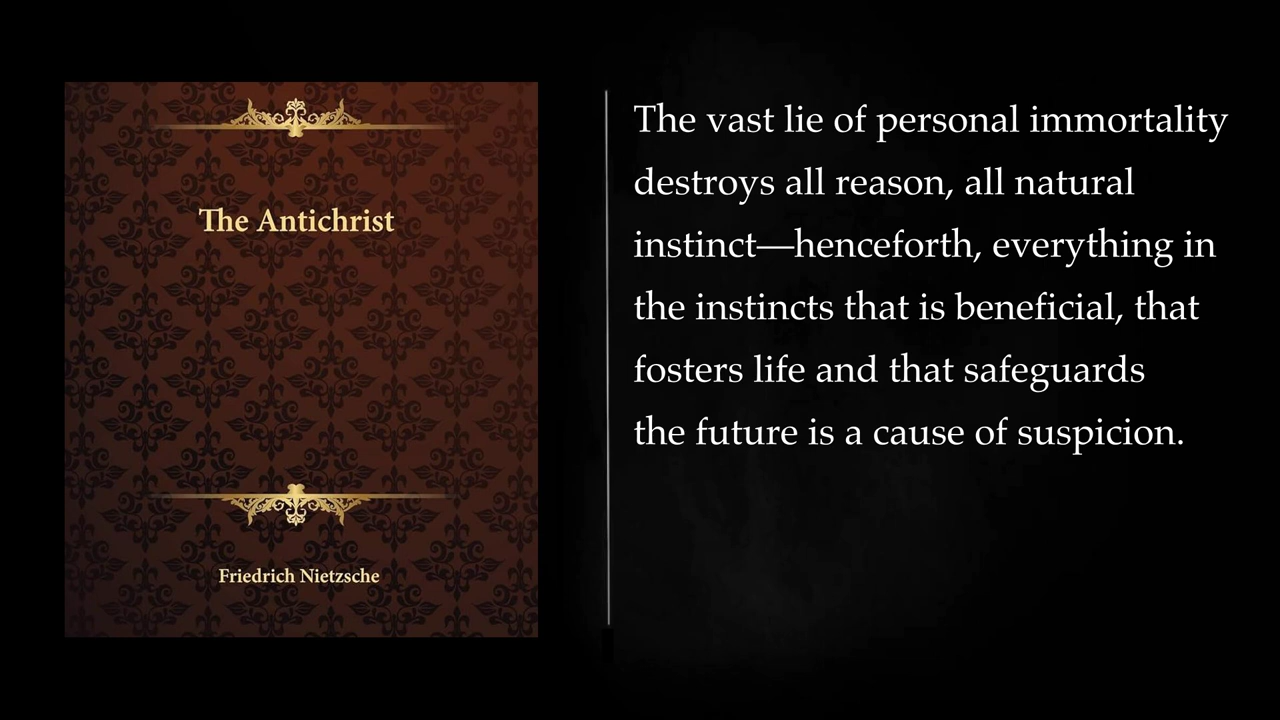 The Antichrist
Friedrich Nietzsche
The vast lie of personal immortality
destroys all reason, all natural
instinct—henceforth, everything in
the instincts that is beneficial, that
fosters life and that safeguards
the future is a cause of suspicion.